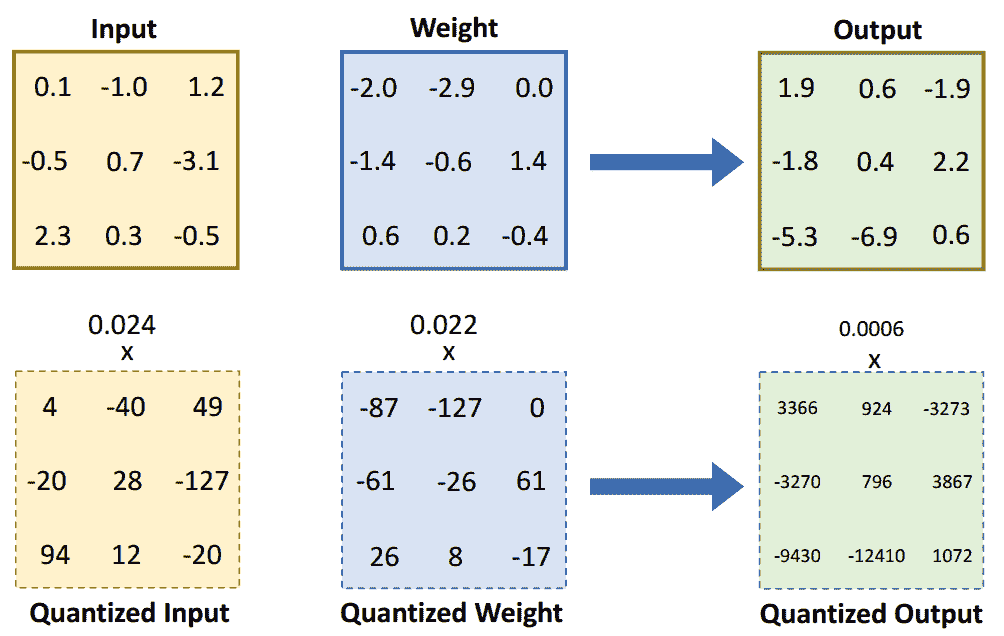 Input Weight Output
0.1 -1.0 1.2 -2.0 -2.9 0.0 1.9 0.6 -1.9
-0.5 0.7 -3.1 -1.4 -0.6 1.4 -1.8 0.4 2.2
2.3 0.3 -0.5 0.6 0.2 -0.4 -5.3 -6.9 0.6
0.024 0.022 0.0006
x x x
4 -40 49 -87 -127 0 3366 924 -3273
-20 28 -127 -61 -26 61 -3270 796 3867
94 12 -20 26 8 -17 -9430 -12410 1072
Quantized Input Quantized Weight Quantized Output